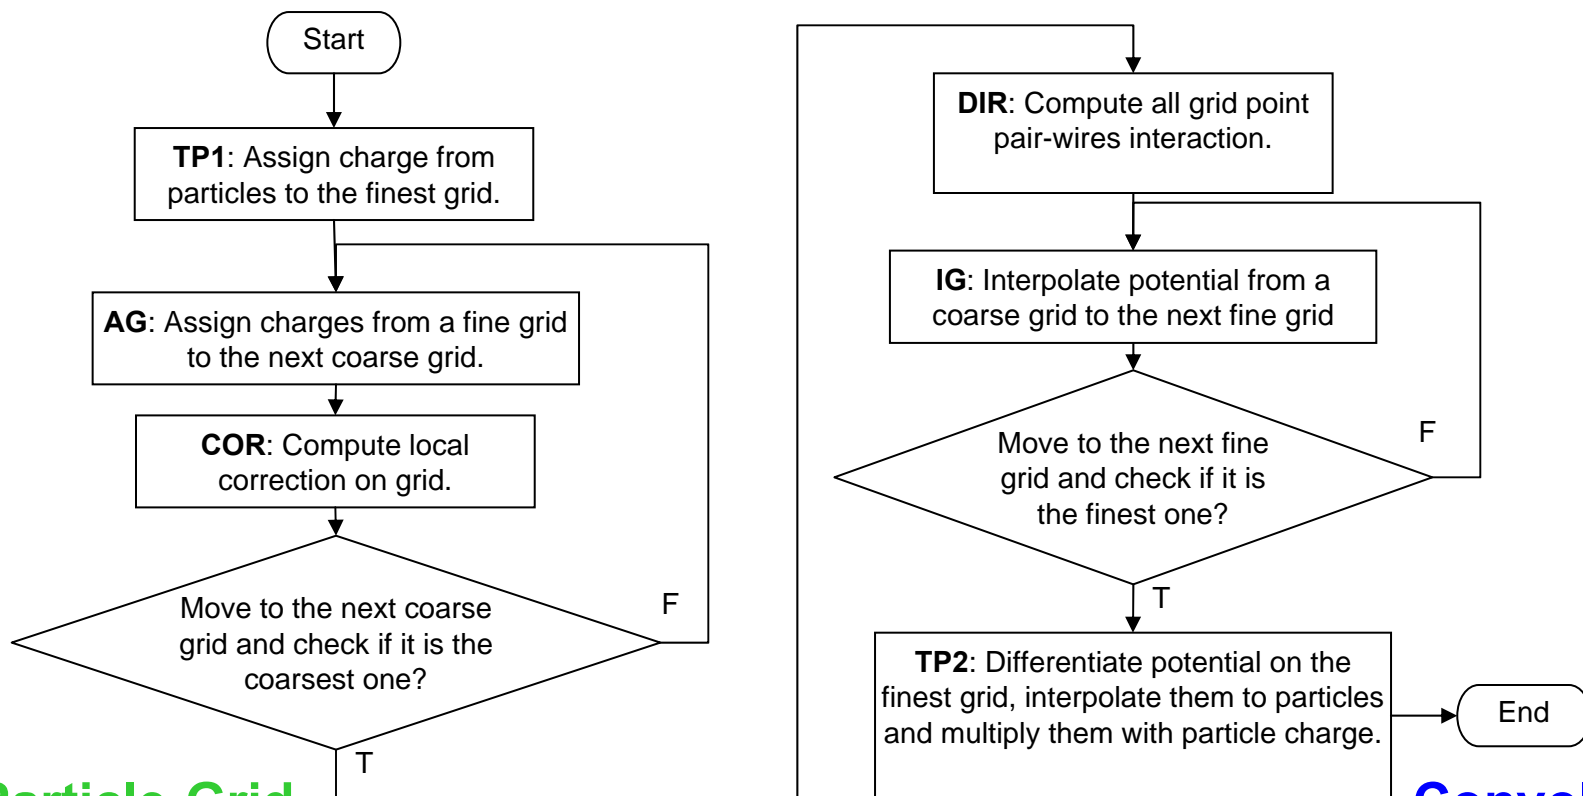 Start
TP1: Assign charge from
particles to the finest grid.
AG: Assign charges from a fine grid
to the next coarse grid.
COR: Compute local
correction on grid.
Move to the next coarse
grid and check if it is the
coarsest one?
F
T
DIR: Compute all grid point
pair-wires interaction.
IG: Interpolate potential from a
coarse grid to the next fine grid
Move to the next fine
grid and check if it is
the finest one?
F
T
TP2: Differentiate potential on the
finest grid, interpolate them to particles
and multiply them with particle charge.
End